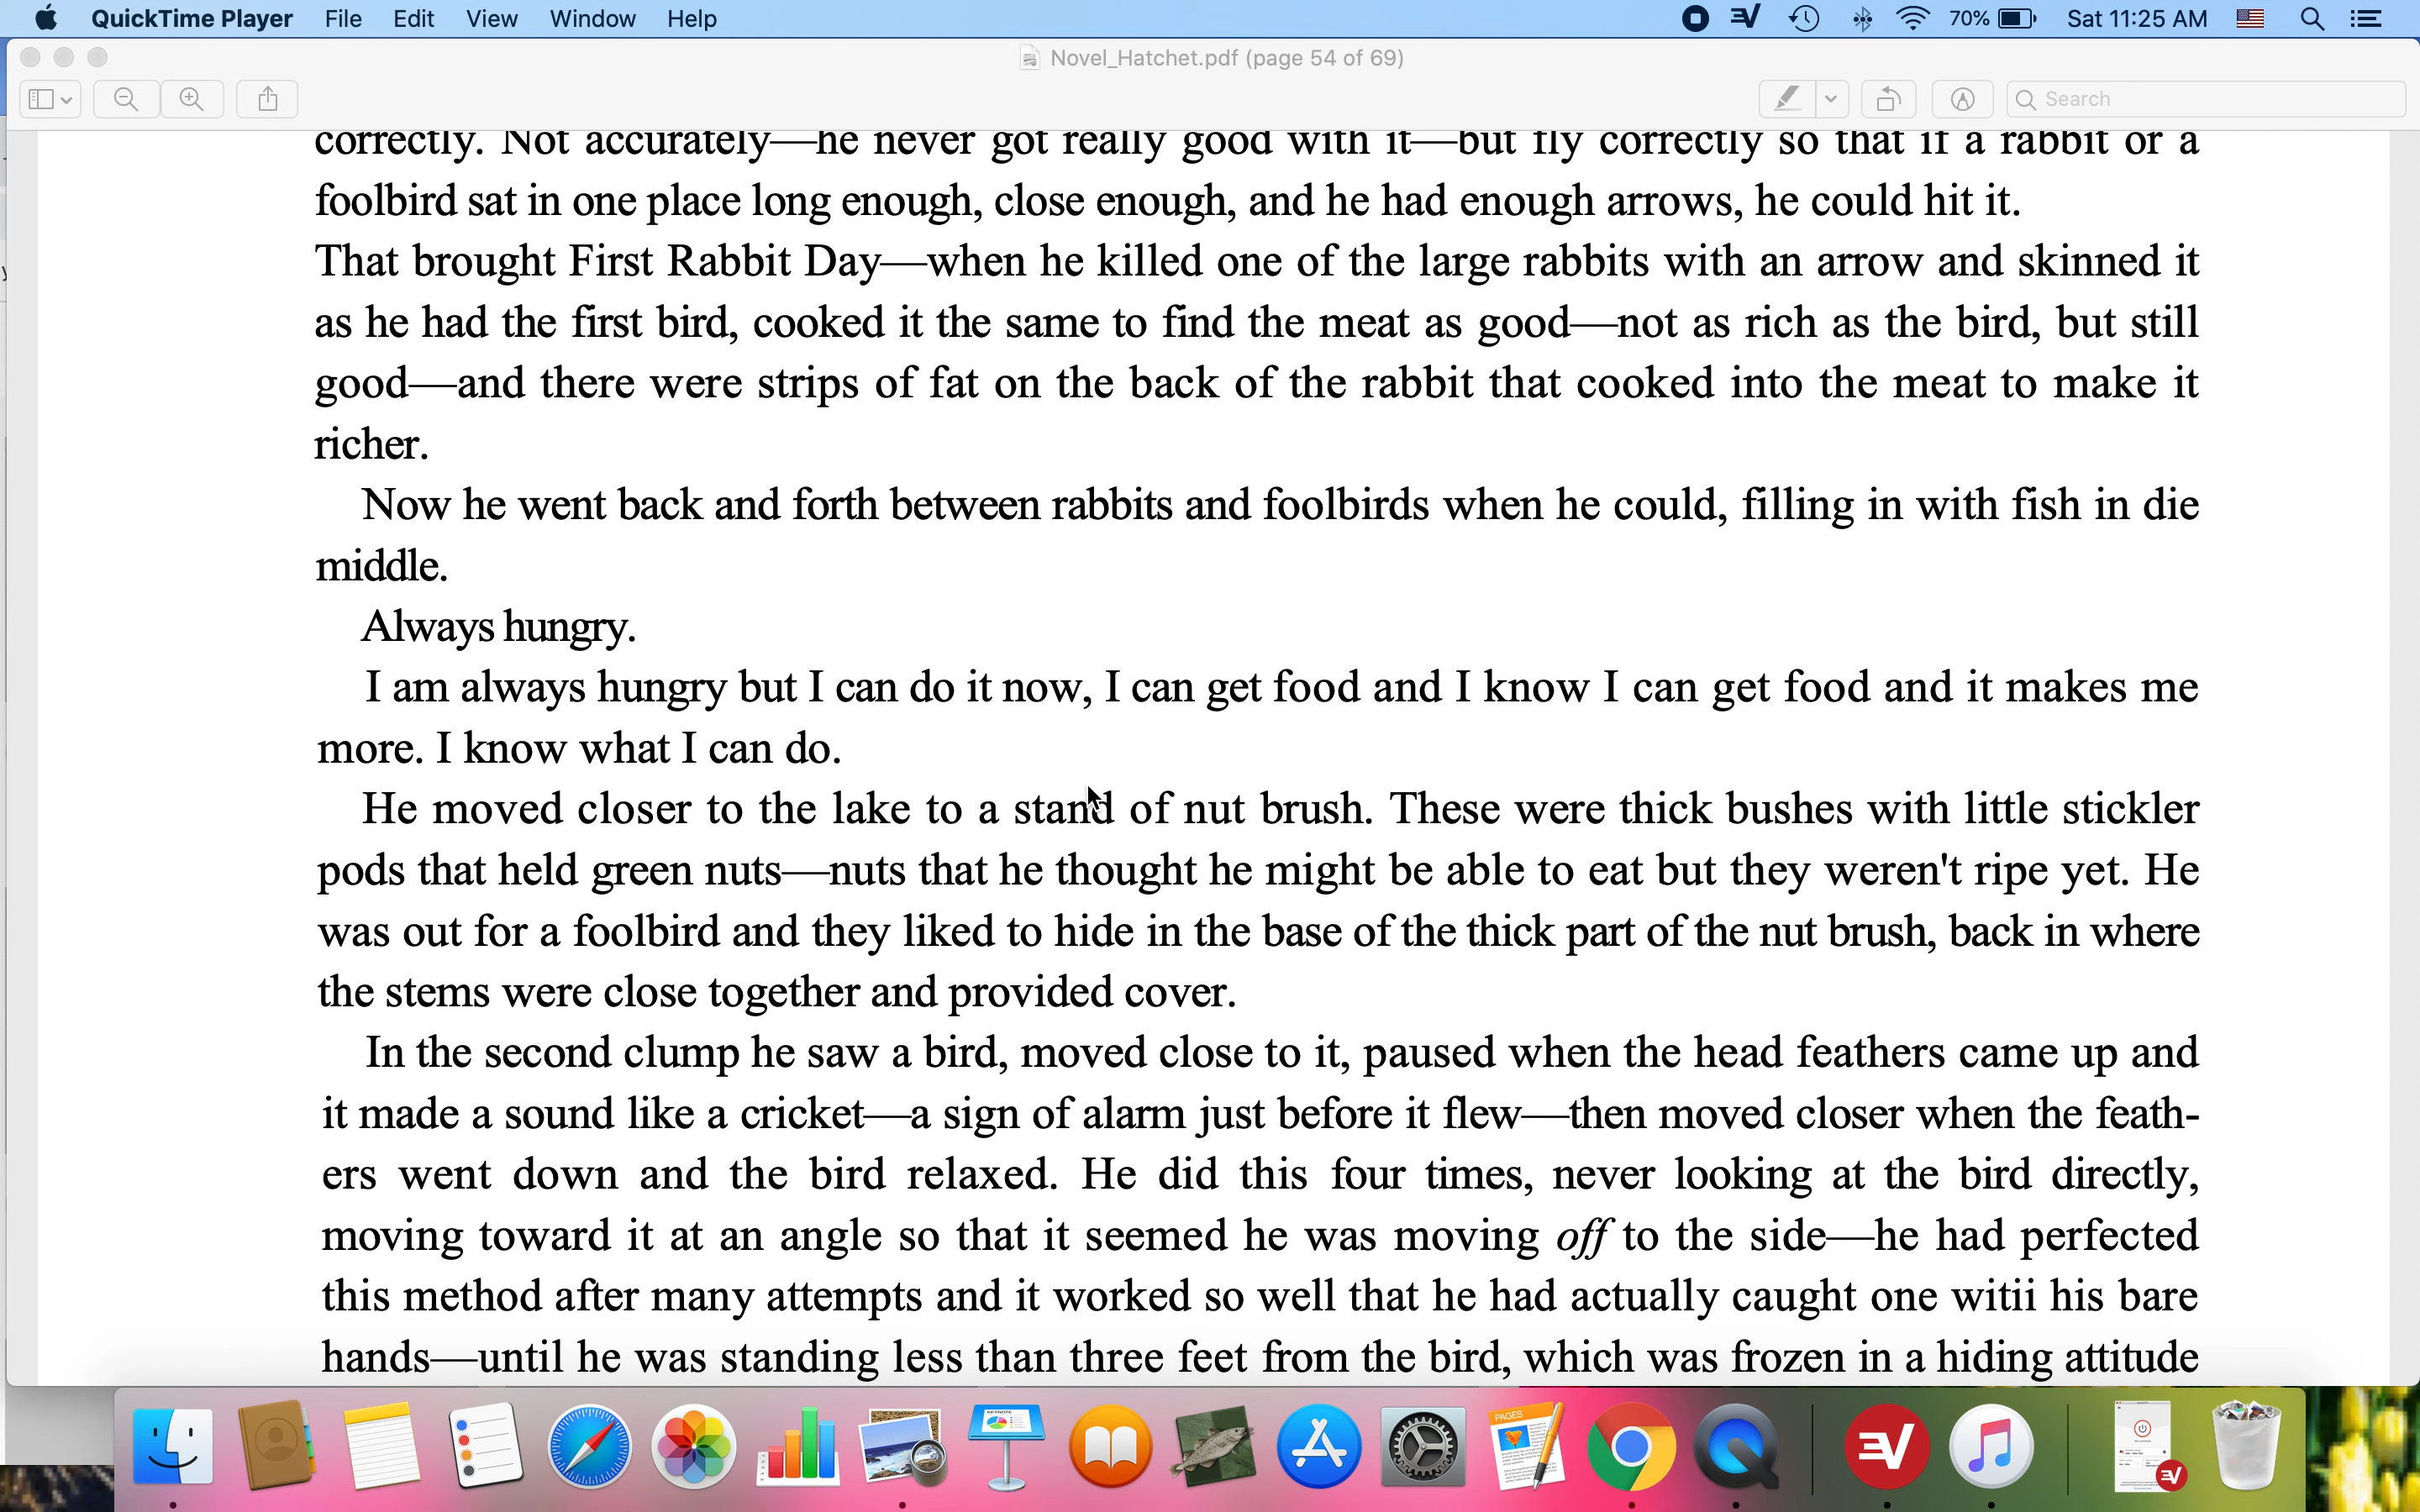 QuickTime Player File Edit View Window Help 70% Sat 11:25 AM
Novel_Hatchet.pdf (page 54 of 69)
Search
correctly. Not accurately—he never got really good with it—but fly correctly so that if a rabbit or a
foolbird sat in one place long enough, close enough, and he had enough arrows, he could hit it.
That brought First Rabbit Day—when he killed one of the large rabbits with an arrow and skinned it
as he had the first bird, cooked it the same to find the meat as good—not as rich as the bird, but still
good—and there were strips of fat on the back of the rabbit that cooked into the meat to make it
richer.
Now he went back and forth between rabbits and foolbirds when he could, filling in with fish in die
middle.
Always hungry.
I am always hungry but I can do it now, I can get food and I know I can get food and it makes me
more. I know what I can do.
He moved closer to the lake to a stand of nut brush. These were thick bushes with little stickler
pods that held green nuts—nuts that he thought he might be able to eat but they weren't ripe yet. He
was out for a foolbird and they liked to hide in the base of the thick part of the nut brush, back in where
the stems were close together and provided cover.
In the second clump he saw a bird, moved close to it, paused when the head feathers came up and
it made a sound like a cricket—a sign of alarm just before it flew—then moved closer when the feath-
ers went down and the bird relaxed. He did this four times, never looking at the bird directly,
moving toward it at an angle so that it seemed he was moving off to the side—he had perfected
this method after many attempts and it worked so well that he had actually caught one witii his bare
hands—until he was standing less than three feet from the bird, which was frozen in a hiding attitude
KEYNOTE
PAGES